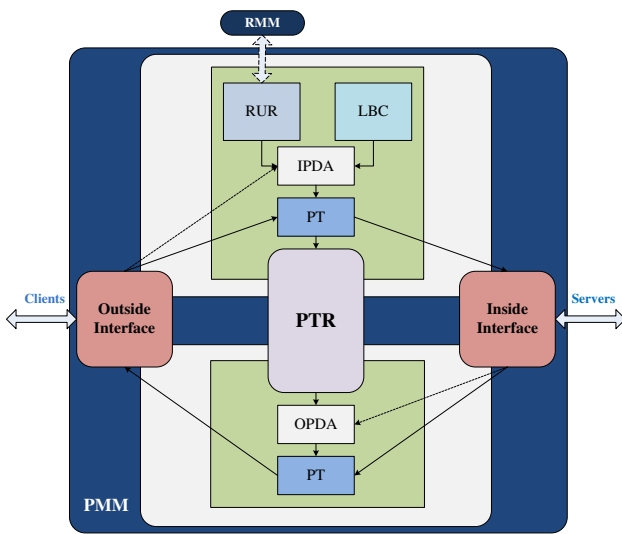 RMM
RUR
LBC
IPDA
PT
Clients
Outside
Interface
PTR
Inside
Interface
Servers
OPDA
PT
PMM